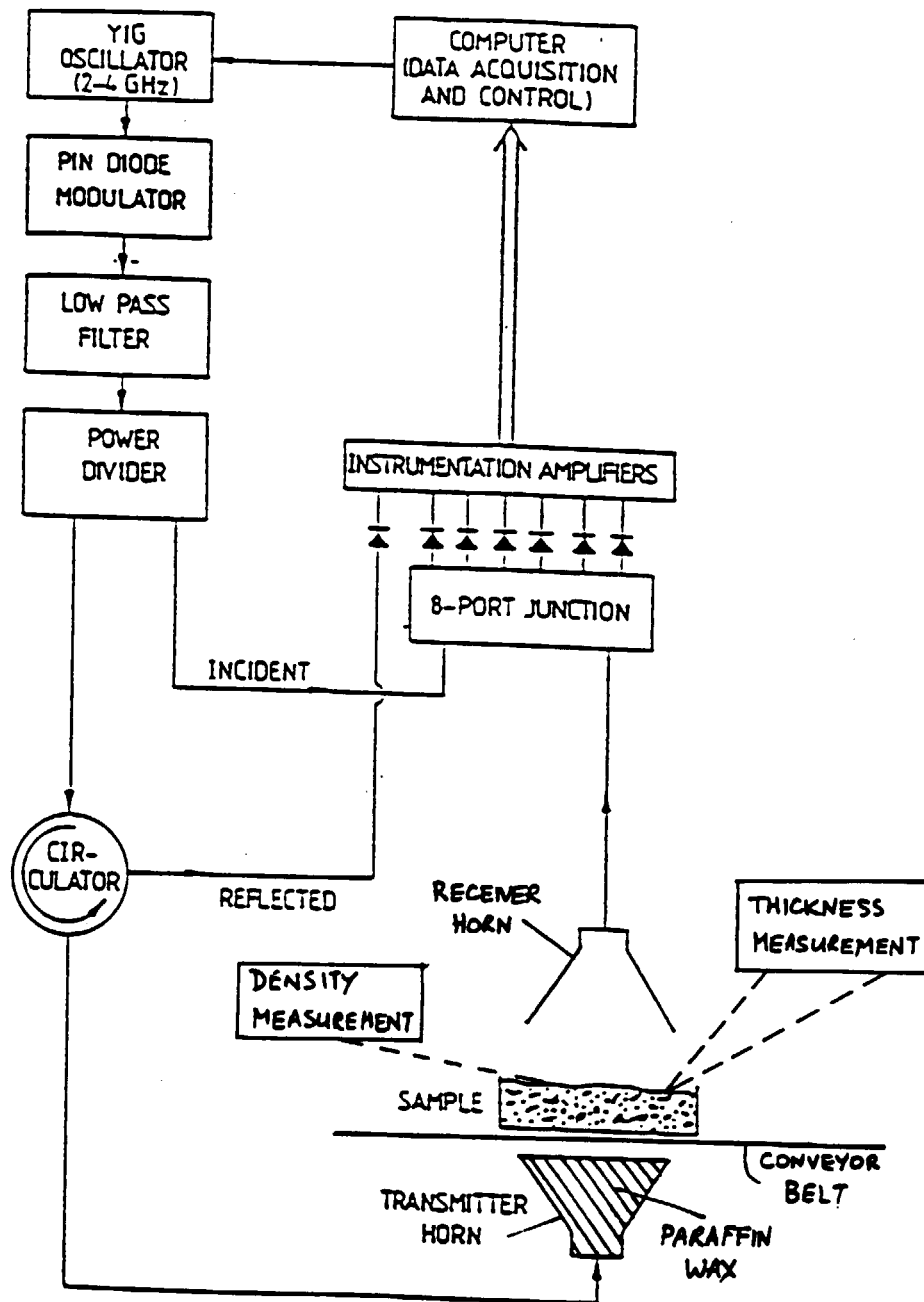 YIG
OSCILLATOR
(2-4 GHz)
COMPUTER
(DATA ACQUISITION
AND CONTROL)
PIN DIODE
MODULATOR
LOW PASS
FILTER
POWER
DIVIDER
INSTRUMENTATION AMPLIFIERS
8-PORT JUNCTION
INCIDENT
CIR-
CULATOR
REFLECTED
RECEIVER
HORN
THICKNESS
MEASUREMENT
DENSITY
MEASUREMENT
SAMPLE
CONVEYOR
BELT
TRANSMITTER
HORN
PARAFFIN
WAX